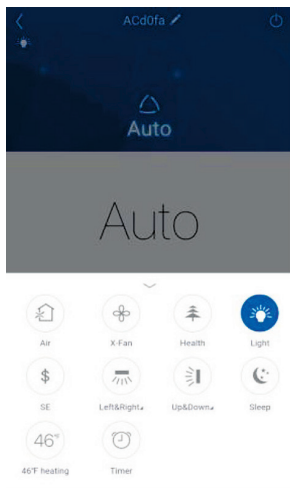 ACd0fa
Auto
Auto
Air X-Fan Health Light
$
SE Left&Right Up&Down Sleep
46°F
46°F heating Timer